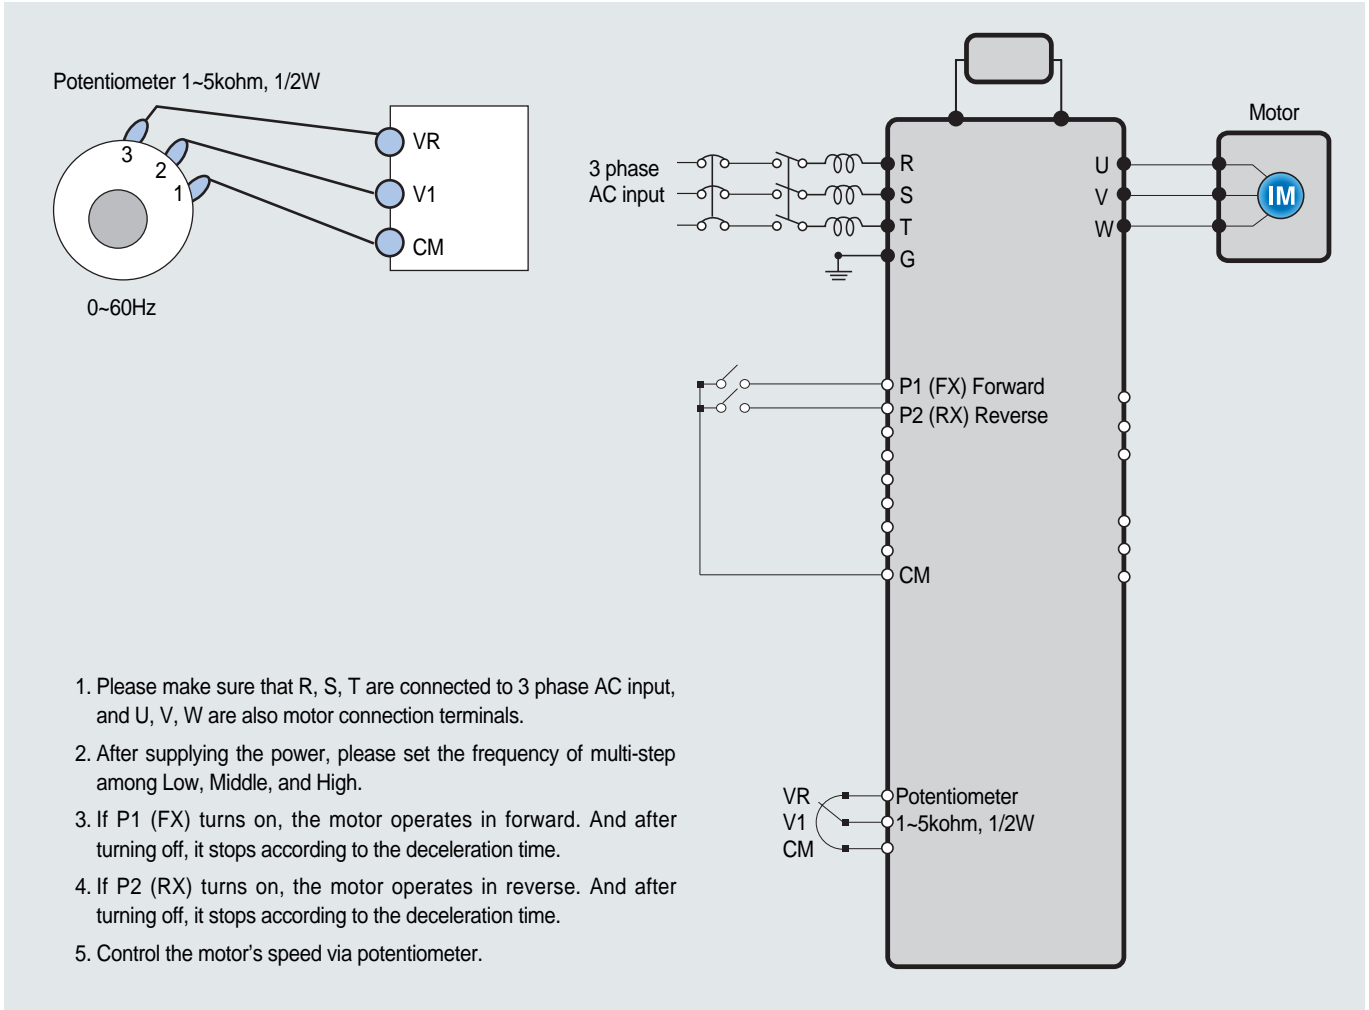 Potentiometer 1~5kohm, 1/2W
3
2
1
VR
V1
CM
0~60Hz
3 phase
AC input
R
S
T
G
U
V
W
Motor
IM
P1 (FX) Forward
P2 (RX) Reverse
CM
VR
V1
CM
Potentiometer
1~5kohm, 1/2W
1. Please make sure that R, S, T are connected to 3 phase AC input,
and U, V, W are also motor connection terminals.
2. After supplying the power, please set the frequency of multi-step
among Low, Middle, and High.
3. If P1 (FX) turns on, the motor operates in forward. And after
turning off, it stops according to the deceleration time.
4. If P2 (RX) turns on, the motor operates in reverse. And after
turning off, it stops according to the deceleration time.
5. Control the motor’s speed via potentiometer.